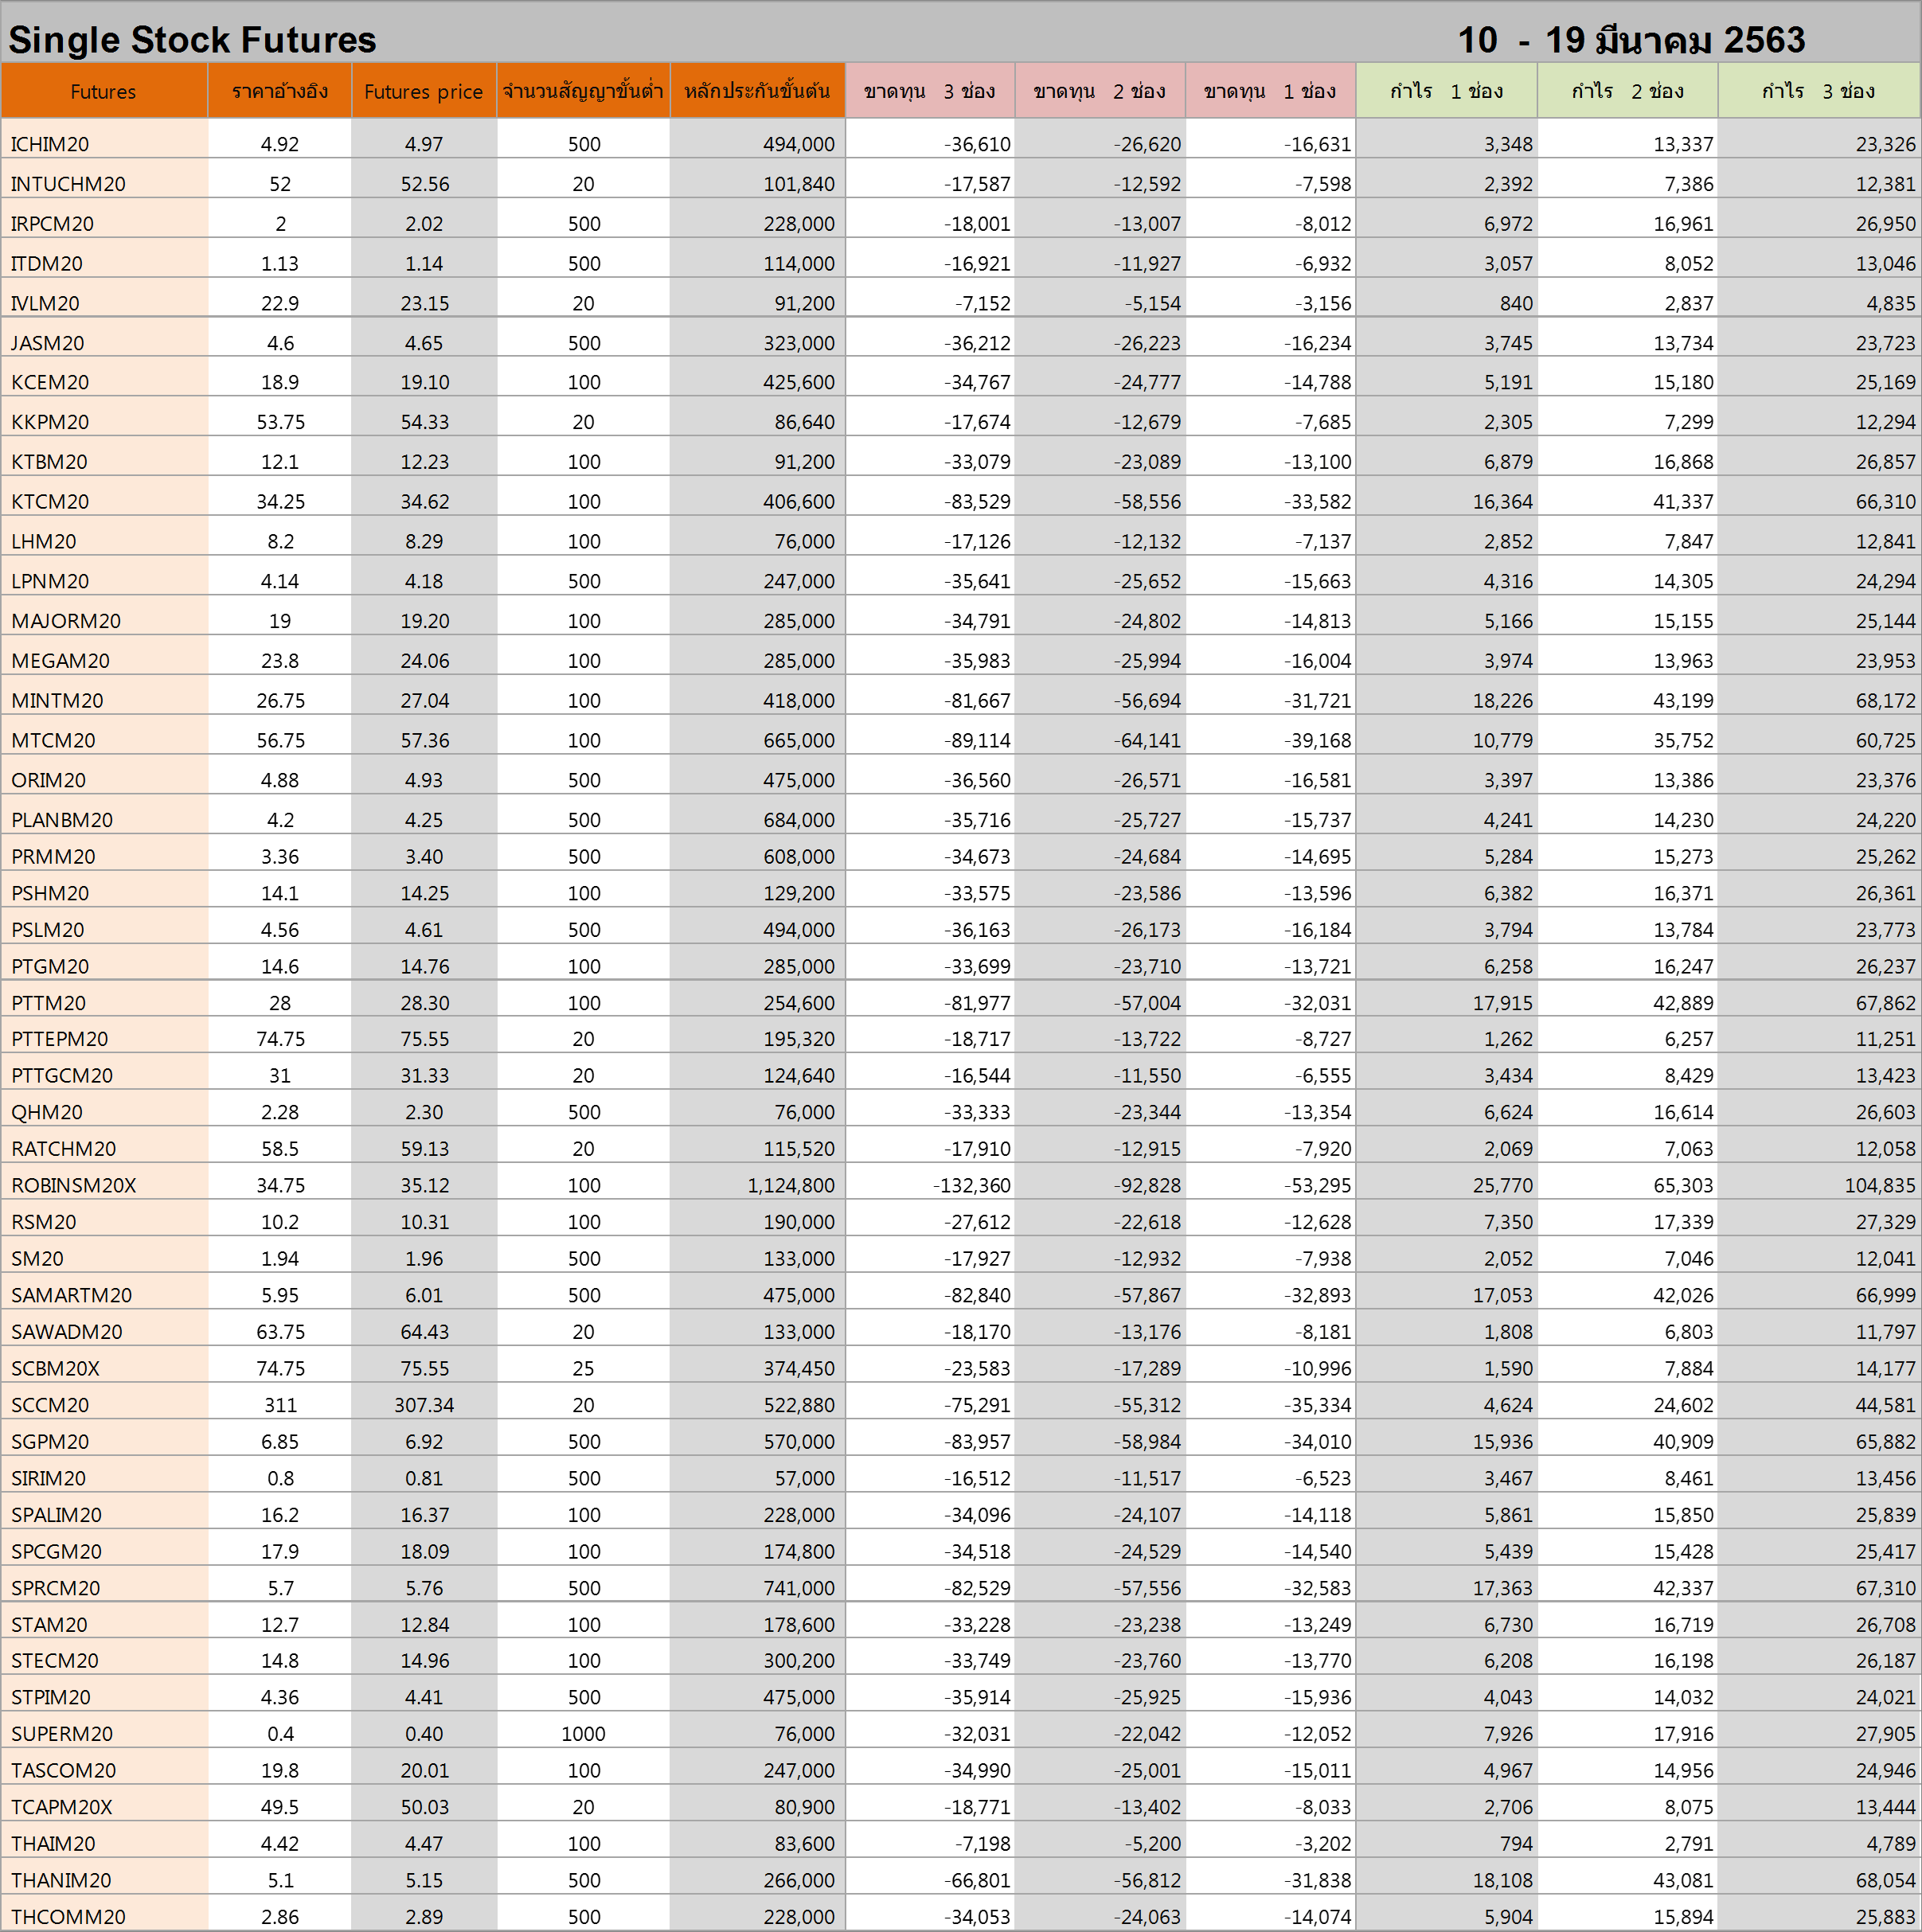 Single Stock Futures 10 - 19 มีนาคม 2563
Futures ราคาอ้างอิง Futures price จำนวนสัญญาขั้นต่ำ หลักประกันขั้นต้น ขาดทุน 3 ช่อง ขาดทุน 2 ช่อง ขาดทุน 1 ช่อง กำไร 1 ช่อง กำไร 2 ช่อง กำไร 3 ช่อง
ICHIM20 4.92 4.97 500 494,000 -36,610 -26,620 -16,631 3,348 13,337 23,326
INTUCHM20 52 52.56 20 101,840 -17,587 -12,592 -7,598 2,392 7,386 12,381
IRPCM20 2 2.02 500 228,000 -18,001 -13,007 -8,012 6,972 16,961 26,950
ITDM20 1.13 1.14 500 114,000 -16,921 -11,927 -6,932 3,057 8,052 13,046
IVLM20 22.9 23.15 20 91,200 -7,152 -5,154 -3,156 840 2,837 4,835
JASM20 4.6 4.65 500 323,000 -36,212 -26,223 -16,234 3,745 13,734 23,723
KCEM20 18.9 19.10 100 425,600 -34,767 -24,777 -14,788 5,191 15,180 25,169
KKPM20 53.75 54.33 20 86,640 -17,674 -12,679 -7,685 2,305 7,299 12,294
KTBM20 12.1 12.23 100 91,200 -33,079 -23,089 -13,100 6,879 16,868 26,857
KTCM20 34.25 34.62 100 406,600 -83,529 -58,556 -33,582 16,364 41,337 66,310
LHM20 8.2 8.29 100 76,000 -17,126 -12,132 -7,137 2,852 7,847 12,841
LPNM20 4.14 4.18 500 247,000 -35,641 -25,652 -15,663 4,316 14,305 24,294
MAJORM20 19 19.20 100 285,000 -34,791 -24,802 -14,813 5,166 15,155 25,144
MEGAM20 23.8 24.06 100 285,000 -35,983 -25,994 -16,004 3,974 13,963 23,953
MINTM20 26.75 27.04 100 418,000 -81,667 -56,694 -31,721 18,226 43,199 68,172
MTCM20 56.75 57.36 100 665,000 -89,114 -64,141 -39,168 10,779 35,752 60,725
ORIM20 4.88 4.93 500 475,000 -36,560 -26,571 -16,581 3,397 13,386 23,376
PLANBM20 4.2 4.25 500 684,000 -35,716 -25,727 -15,737 4,241 14,230 24,220
PRMM20 3.36 3.40 500 608,000 -34,673 -24,684 -14,695 5,284 15,273 25,262
PSHM20 14.1 14.25 100 129,200 -33,575 -23,586 -13,596 6,382 16,371 26,361
PSLM20 4.56 4.61 500 494,000 -36,163 -26,173 -16,184 3,794 13,784 23,773
PTGM20 14.6 14.76 100 285,000 -33,699 -23,710 -13,721 6,258 16,247 26,237
PTTM20 28 28.30 100 254,600 -81,977 -57,004 -32,031 17,915 42,889 67,862
PTTEPM20 74.75 75.55 20 195,320 -18,717 -13,722 -8,727 1,262 6,257 11,251
PTTGCM20 31 31.33 20 124,640 -16,544 -11,550 -6,555 3,434 8,429 13,423
QHM20 2.28 2.30 500 76,000 -33,333 -23,344 -13,354 6,624 16,614 26,603
RATCHM20 58.5 59.13 20 115,520 -17,910 -12,915 -7,920 2,069 7,063 12,058
ROBINSM20X 34.75 35.12 100 1,124,800 -132,360 -92,828 -53,295 25,770 65,303 104,835
RSM20 10.2 10.31 100 190,000 -27,612 -22,618 -12,628 7,350 17,339 27,329
SM20 1.94 1.96 500 133,000 -17,927 -12,932 -7,938 2,052 7,046 12,041
SAMARTM20 5.95 6.01 500 475,000 -82,840 -57,867 -32,893 17,053 42,026 66,999
SAWADM20 63.75 64.43 20 133,000 -18,170 -13,176 -8,181 1,808 6,803 11,797
SCBM20X 74.75 75.55 25 374,450 -23,583 -17,289 -10,996 1,590 7,884 14,177
SCCM20 311 307.34 20 522,880 -75,291 -55,312 -35,334 4,624 24,602 44,581
SGPM20 6.85 6.92 500 570,000 -83,957 -58,984 -34,010 15,936 40,909 65,882
SIRIM20 0.8 0.81 500 57,000 -16,512 -11,517 -6,523 3,467 8,461 13,456
SPALIM20 16.2 16.37 100 228,000 -34,096 -24,107 -14,118 5,861 15,850 25,839
SPCGM20 17.9 18.09 100 174,800 -34,518 -24,529 -14,540 5,439 15,428 25,417
SPRCM20 5.7 5.76 500 741,000 -82,529 -57,556 -32,583 17,363 42,337 67,310
STAM20 12.7 12.84 100 178,600 -33,228 -23,238 -13,249 6,730 16,719 26,708
STECM20 14.8 14.96 100 300,200 -33,749 -23,760 -13,770 6,208 16,198 26,187
STPIM20 4.36 4.41 500 475,000 -35,914 -25,925 -15,936 4,043 14,032 24,021
SUPERM20 0.4 0.40 1000 76,000 -32,031 -22,042 -12,052 7,926 17,916 27,905
TASCOM20 19.8 20.01 100 247,000 -34,990 -25,001 -15,011 4,967 14,956 24,946
TCAPM20X 49.5 50.03 20 80,900 -18,771 -13,402 -8,033 2,706 8,075 13,444
THAIM20 4.42 4.47 100 83,600 -7,198 -5,200 -3,202 794 2,791 4,789
THANIM20 5.1 5.15 500 266,000 -66,801 -56,812 -31,838 18,108 43,081 68,054
THCOMM20 2.86 2.89 500 228,000 -34,053 -24,063 -14,074 5,904 15,894 25,883